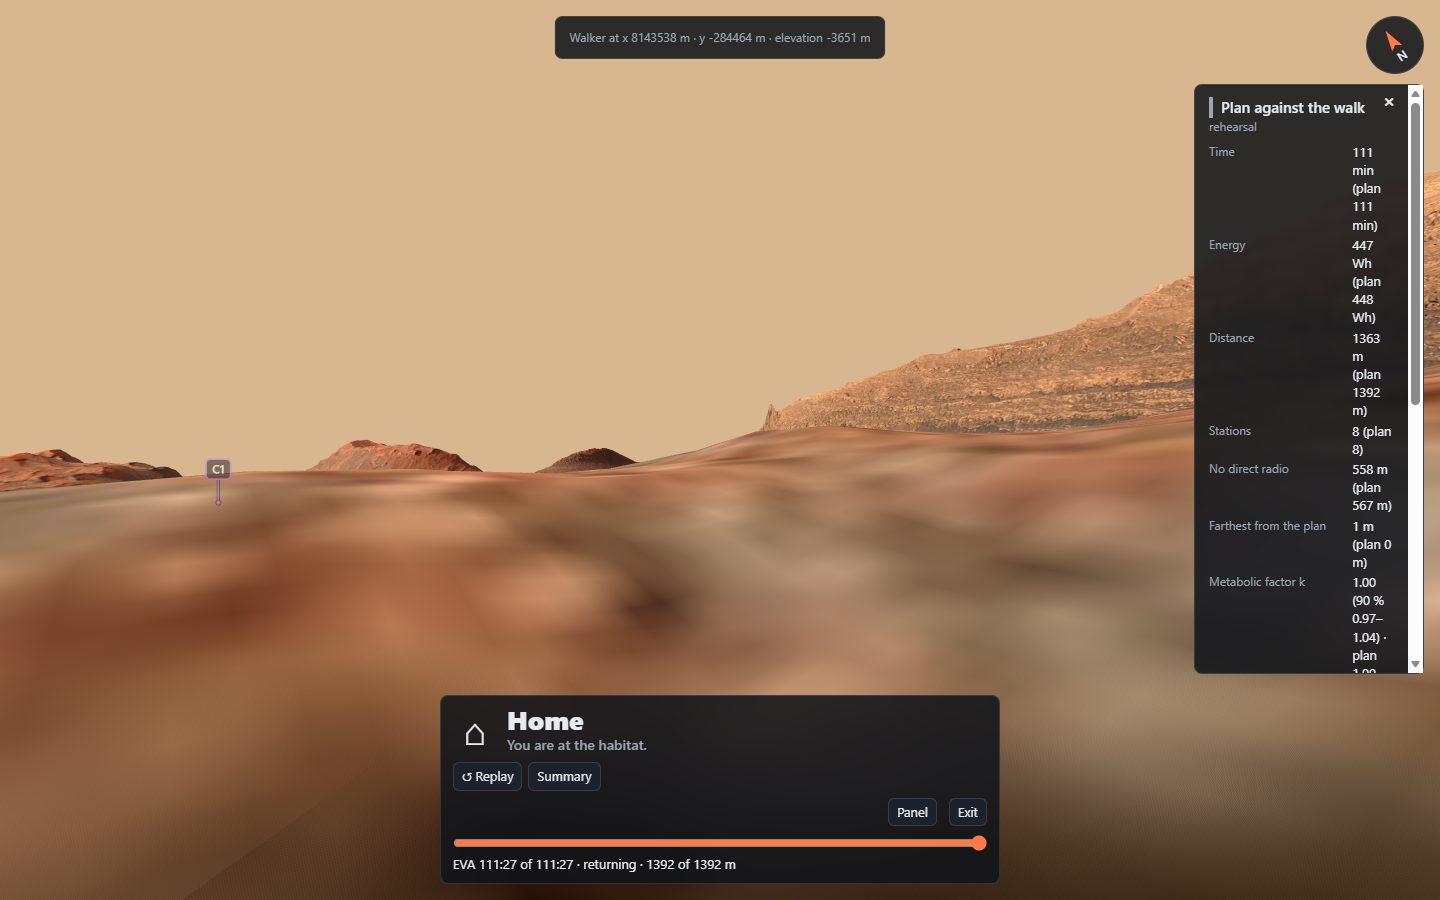 Walker at x 8143538 m · y -284464 m · elevation -3651 m
N
Plan against the walk ×
rehearsal
Time 111 min (plan 111 min)
Energy 447 Wh (plan 448 Wh)
Distance 1363 m (plan 1392 m)
Stations 8 (plan 8)
No direct radio 558 m (plan 567 m)
Farthest from the plan 1 m (plan 0 m)
Metabolic factor k 1.00 (90 % 0.97–1.04) · plan 1.00
C1
Home
You are at the habitat.
↺ Replay Summary
Panel Exit
EVA 111:27 of 111:27 · returning · 1392 of 1392 m